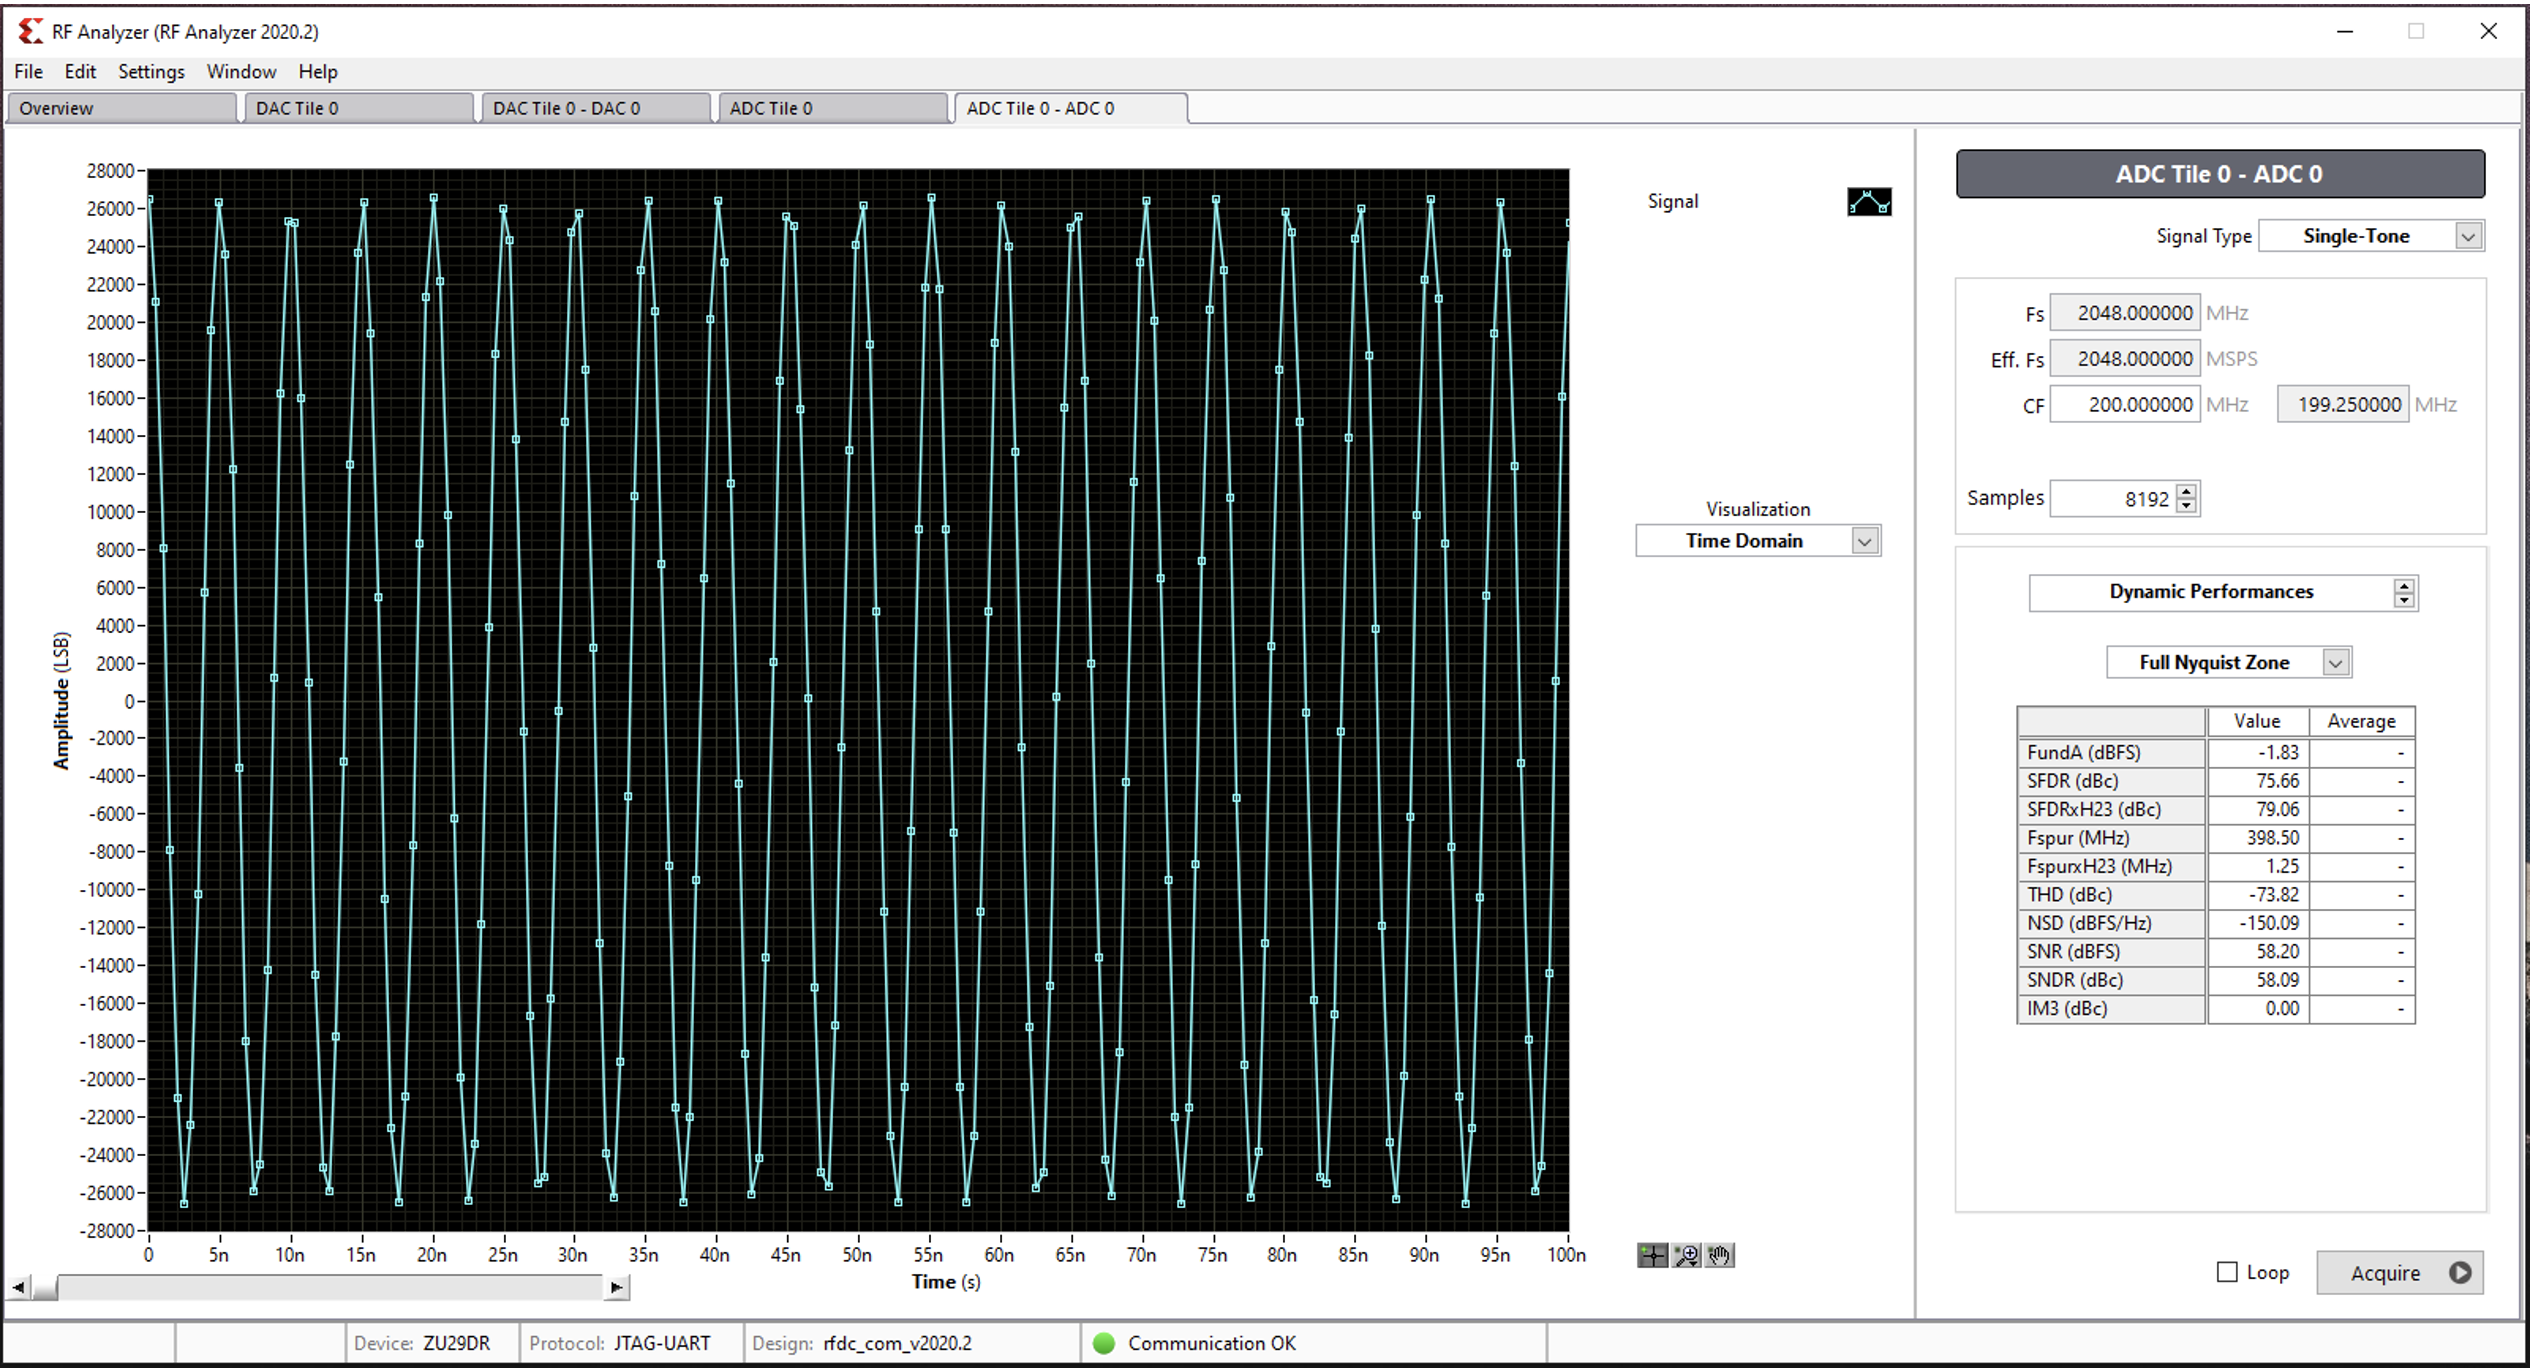 RF Analyzer (RF Analyzer 2020.2)
File Edit Settings Window Help
Overview DAC Tile 0 DAC Tile 0 - DAC 0 ADC Tile 0 ADC Tile 0 - ADC 0
28000
26000
24000
22000
20000
18000
16000
14000
12000
10000
8000
6000
4000
2000
0
-2000
-4000
-6000
-8000
-10000
-12000
-14000
-16000
-18000
-20000
-22000
-24000
-26000
-28000
Amplitude (LSB)
0 5n 10n 15n 20n 25n 30n 35n 40n 45n 50n 55n 60n 65n 70n 75n 80n 85n 90n 95n 100n
Time (s)
Signal
Visualization
Time Domain
ADC Tile 0 - ADC 0
Signal Type Single-Tone
Fs 2048.000000 MHz
Eff. Fs 2048.000000 MSPS
CF 200.000000 MHz 199.250000 MHz
Samples 8192
Dynamic Performances
Full Nyquist Zone
Value Average
FundA (dBFS) -1.83 -
SFDR (dBc) 75.66 -
SFDRxH23 (dBc) 79.06 -
Fspur (MHz) 398.50 -
FspurxH23 (MHz) 1.25 -
THD (dBc) -73.82 -
NSD (dBFS/Hz) -150.09 -
SNR (dBFS) 58.20 -
SNDR (dBc) 58.09 -
IM3 (dBc) 0.00 -
Loop Acquire
Device: ZU29DR Protocol: JTAG-UART Design: rfdc_com_v2020.2 Communication OK